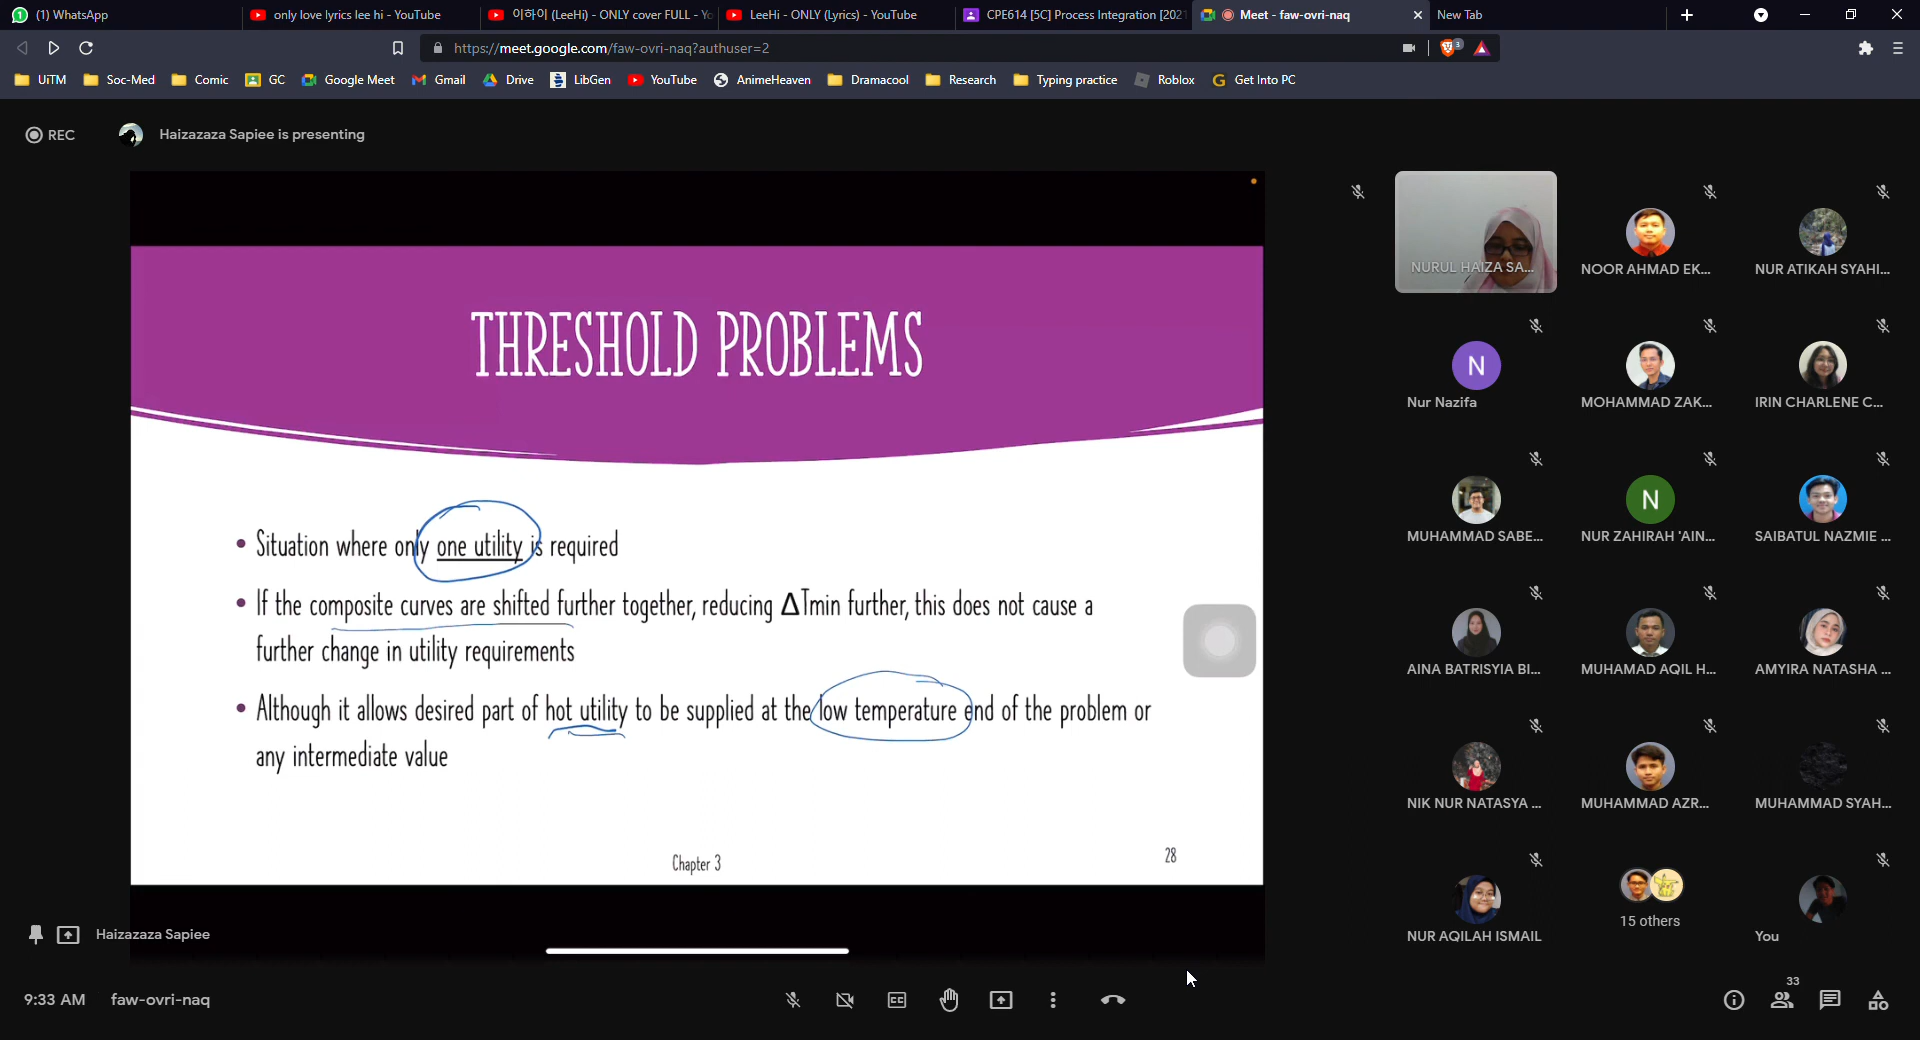 (1) WhatsApp
only love lyrics lee hi - YouTube
이하이 (LeeHi) - ONLY cover FULL - Yo
LeeHi - ONLY (Lyrics) - YouTube
CPE614 [5C] Process Integration [2021
Meet - faw-ovri-naq
New Tab
https://meet.google.com/faw-ovri-naq?authuser=2
3
UiTM
Soc-Med
Comic
GC
Google Meet
Gmail
Drive
LibGen
YouTube
AnimeHeaven
Dramacool
Research
Typing practice
Roblox
Get Into PC
REC
Haizazaza Sapiee is presenting
THRESHOLD PROBLEMS
• Situation where only one utility is required
• If the composite curves are shifted further together, reducing ΔTmin further, this does not cause a
further change in utility requirements
• Although it allows desired part of hot utility to be supplied at the low temperature end of the problem or
any intermediate value
Chapter 3
28
NURUL HAIZA SA...
NOOR AHMAD EK...
NUR ATIKAH SYAHI...
N
Nur Nazifa
MOHAMMAD ZAK...
IRIN CHARLENE C...
MUHAMMAD SABE...
N
NUR ZAHIRAH 'AIN...
SAIBATUL NAZMIE ...
AINA BATRISYIA BI...
MUHAMAD AQIL H...
AMYIRA NATASHA ...
NIK NUR NATASYA ...
MUHAMMAD AZR...
MUHAMMAD SYAH...
NUR AQILAH ISMAIL
15 others
You
Haizazaza Sapiee
9:33 AM
faw-ovri-naq
33